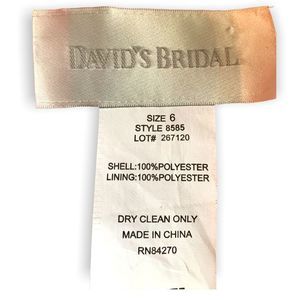 DAVID'S BRIDAL
SIZE 6
STYLE 8585
LOT# 267120
SHELL:100%POLYESTER
LINING:100%POLYESTER
DRY CLEAN ONLY
MADE IN CHINA
RN84270